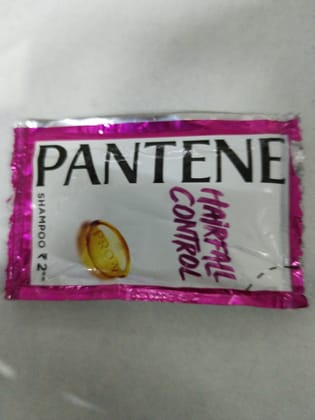 PANTENE
HAIRFALL
CONTROL
SHAMPOO ₹ 2